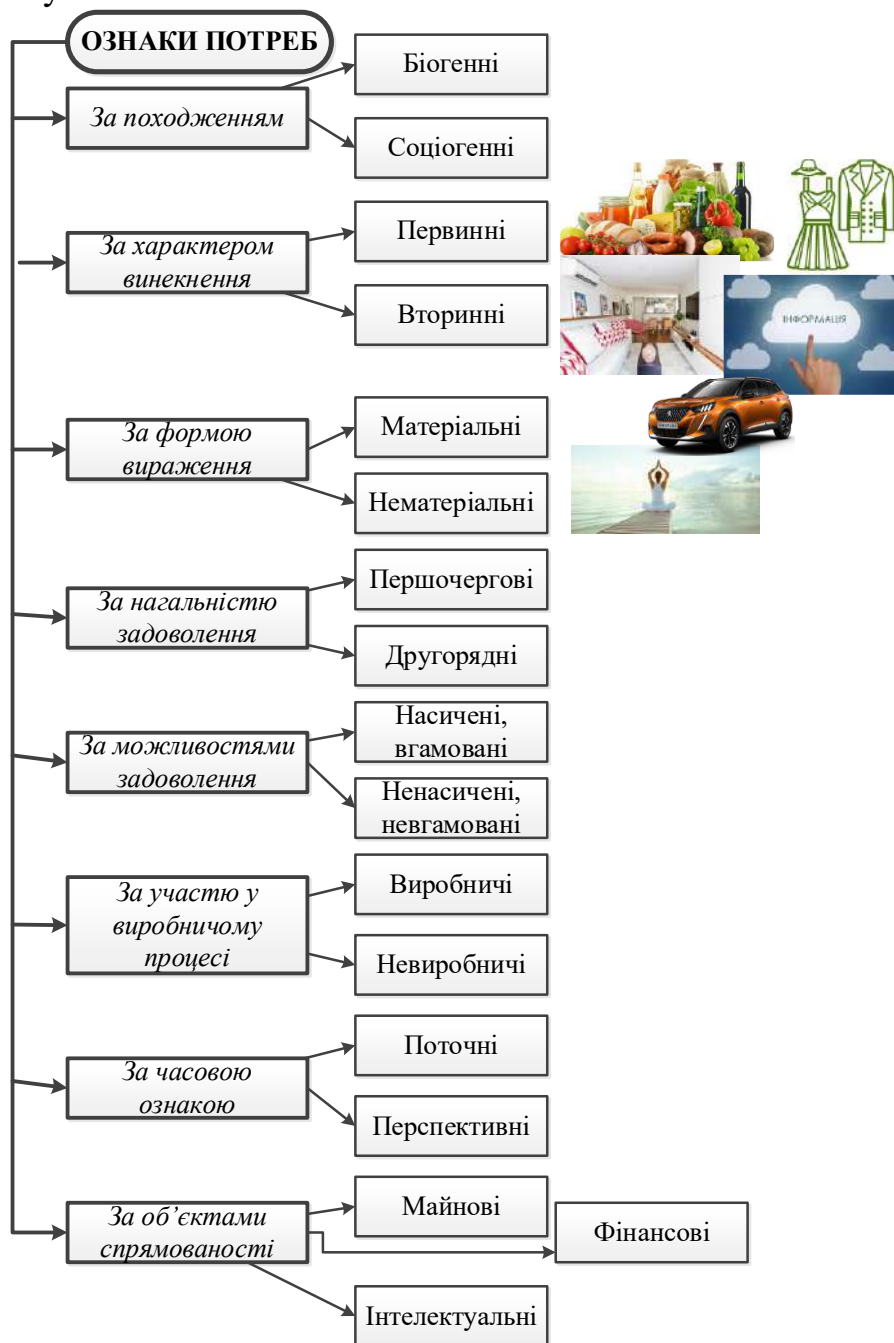 у
ОЗНАКИ ПОТРЕБ
За походженням
Біогенні
Соціогенні
За характером
винекнення
Первинні
Вторинні
ІНФОРМАЦІЯ
За формою
вираження
Матеріальні
Нематеріальні
За нагальністю
задоволення
Першочергові
Другорядні
За можливостями
задоволення
Насичені,
вгамовані
Ненасичені,
невгамовані
За участю у
виробничому
процесі
Виробничі
Невиробничі
За часовою
ознакою
Поточні
Перспективні
За об’єктами
спрямованості
Майнові
Фінансові
Інтелектуальні